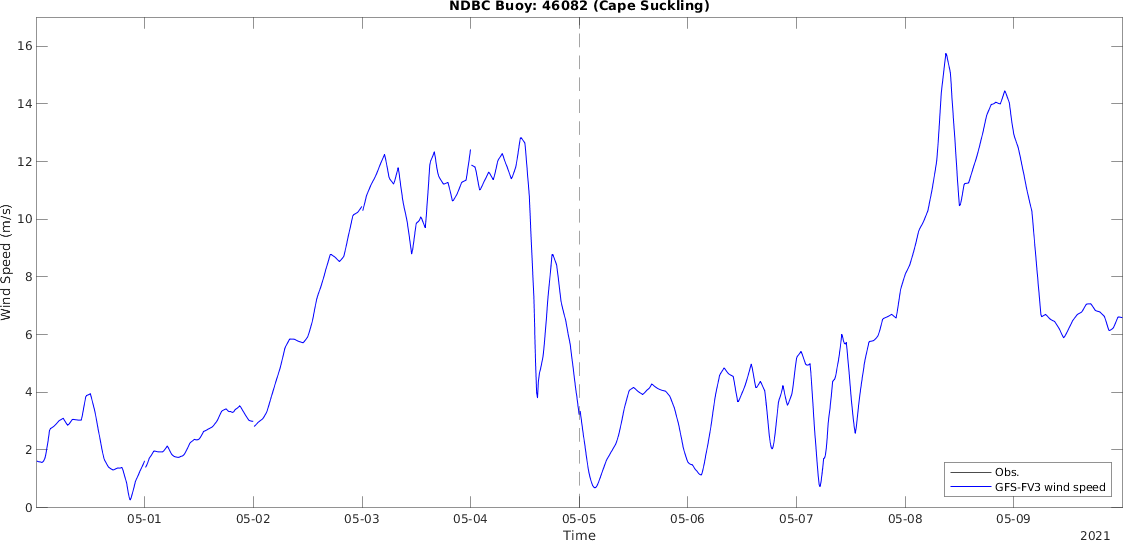 NDBC Buoy: 46082 (Cape Suckling)
Wind Speed (m/s)
16
14
12
10
8
6
4
2
0
Obs.
GFS-FV3 wind speed
05-01 05-02 05-03 05-04 05-05 05-06 05-07 05-08 05-09
Time
2021